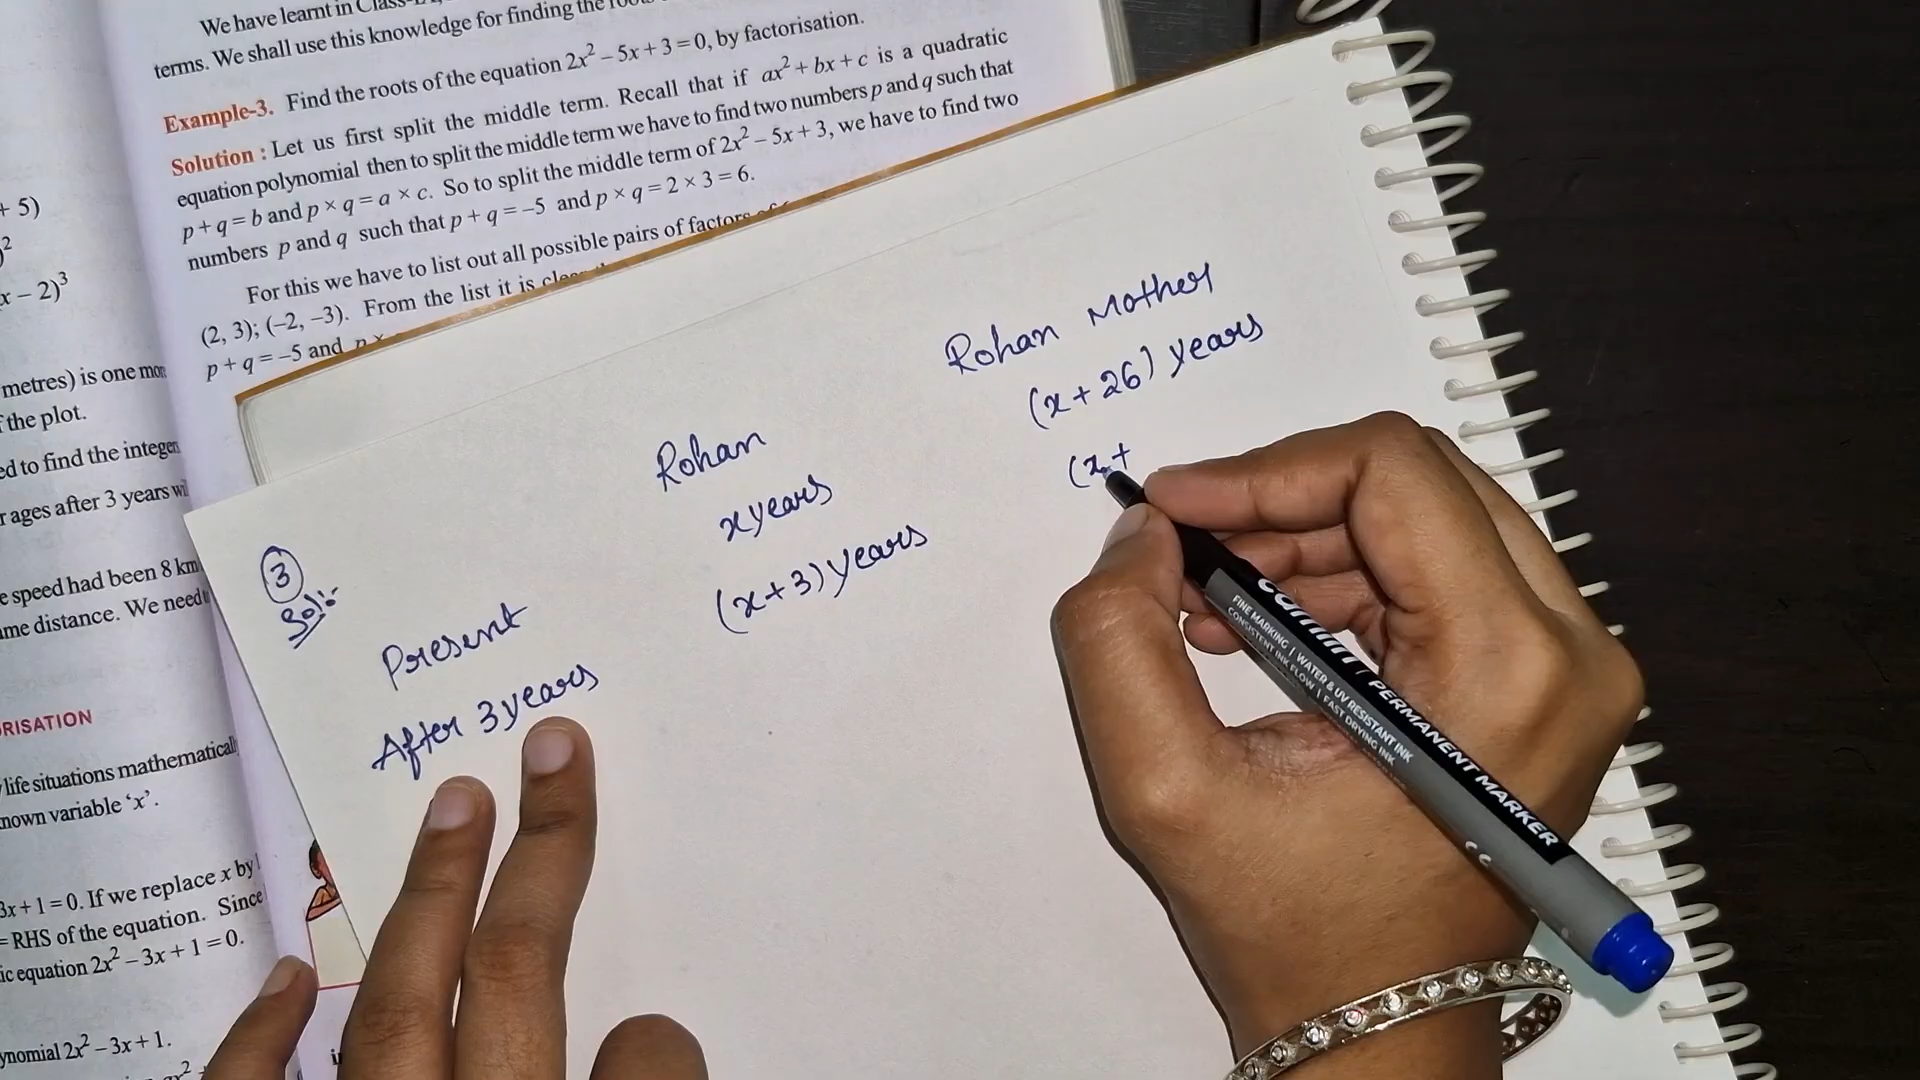 We have learnt in Class-
terms. We shall use this knowledge for finding the roots
Example-3. Find the roots of the equation 2x² – 5x + 3 = 0, by factorisation.
Solution : Let us first split the middle term. Recall that if ax² + bx + c is a quadratic
equation polynomial then to split the middle term we have to find two numbers p and q such that
p + q = b and p × q = a × c. So to split the middle term of 2x² – 5x + 3, we have to find two
numbers p and q such that p + q = –5 and p × q = 2 × 3 = 6.
For this we have to list out all possible pairs of factors of
(2, 3); (–2, –3). From the list it is
p + q = –5 and p ×
+ 5)
2
x – 2)³
metres) is one more
the plot.
ed to find the integers
r ages after 3 years
e speed had been 8 km
me distance. We need
RISATION
life situations mathematically
nown variable 'x'.
3x + 1 = 0. If we replace x by
= RHS of the equation. Since
ic equation 2x² – 3x + 1 = 0.
ynomial 2x² – 3x + 1.
Rohan Rohan Mother
Present x years (x + 26) years
After 3 years (x + 3) years (x +
3
Sol:-
camlin PERMANENT MARKER
FINE MARKING | WATER & UV RESISTANT INK
CONSISTENT INK FLOW | FAST DRYING INK